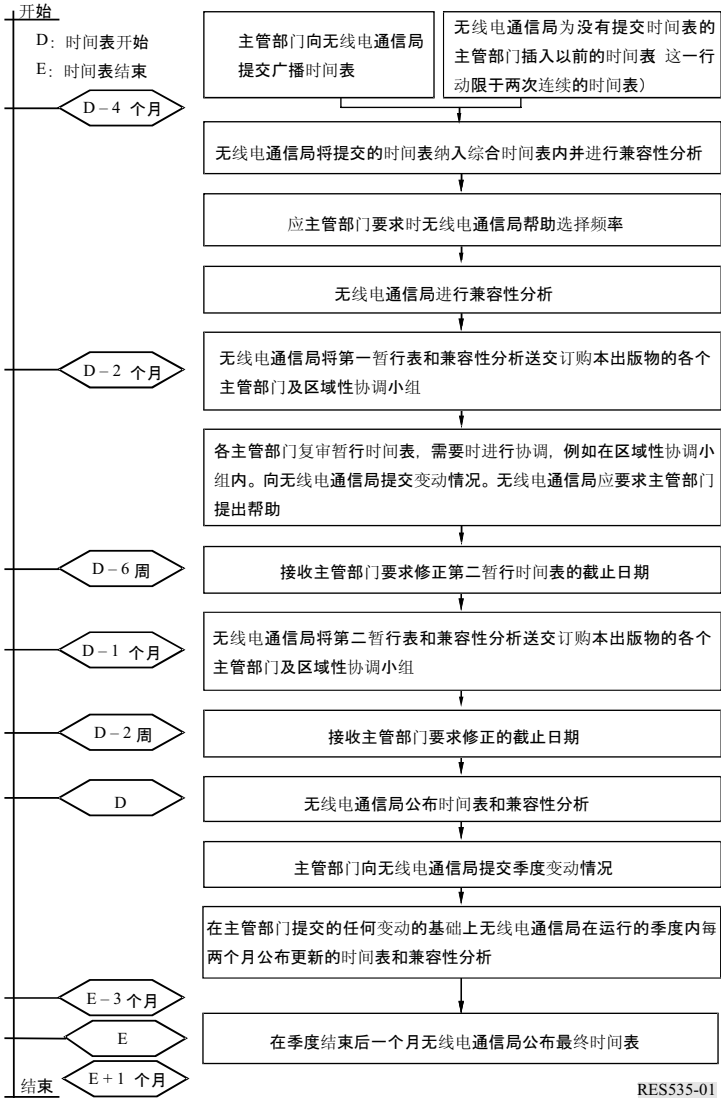 开始
D：时间表开始
E：时间表结束
主管部门向无线电通信局
提交广播时间表
无线电通信局为没有提交时间表的
主管部门插入以前的时间表 这一行
动限于两次连续的时间表）
D – 4 个月
无线电通信局将提交的时间表纳入综合时间表内并进行兼容性分析
应主管部门要求时无线电通信局帮助选择频率
无线电通信局进行兼容性分析
D – 2 个月
无线电通信局将第一暂行表和兼容性分析送交订购本出版物的各个
主管部门及区域性协调小组
各主管部门复审暂行时间表，需要时进行协调，例如在区域性协调小
组内。向无线电通信局提交变动情况。无线电通信局应要求主管部门
提出帮助
D – 6 周
接收主管部门要求修正第二暂行时间表的截止日期
D – 1 个月
无线电通信局将第二暂行表和兼容性分析送交订购本出版物的各个
主管部门及区域性协调小组
D – 2 周
接收主管部门要求修正的截止日期
D
无线电通信局公布时间表和兼容性分析
主管部门向无线电通信局提交季度变动情况
在主管部门提交的任何变动的基础上无线电通信局在运行的季度内每
两个月公布更新的时间表和兼容性分析
E – 3 个月
E
在季度结束后一个月无线电通信局公布最终时间表
E + 1 个月
结束
RES535-01